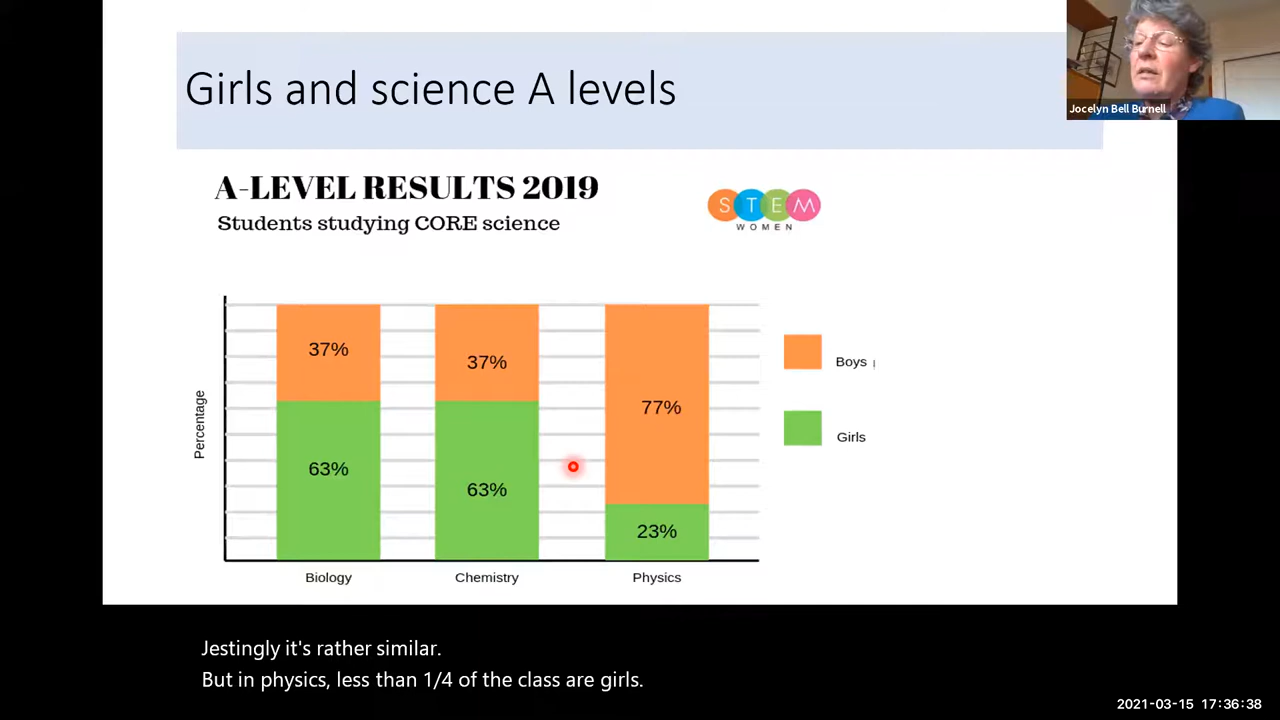 Girls and science A levels
Jocelyn Bell Burnell
A-LEVEL RESULTS 2019
Students studying CORE science
STEM
WOMEN
37%
37%
77%
63%
63%
23%
Percentage
Boys
Girls
Biology
Chemistry
Physics
Jestingly it's rather similar.
But in physics, less than 1/4 of the class are girls.
2021-03-15 17:36:38